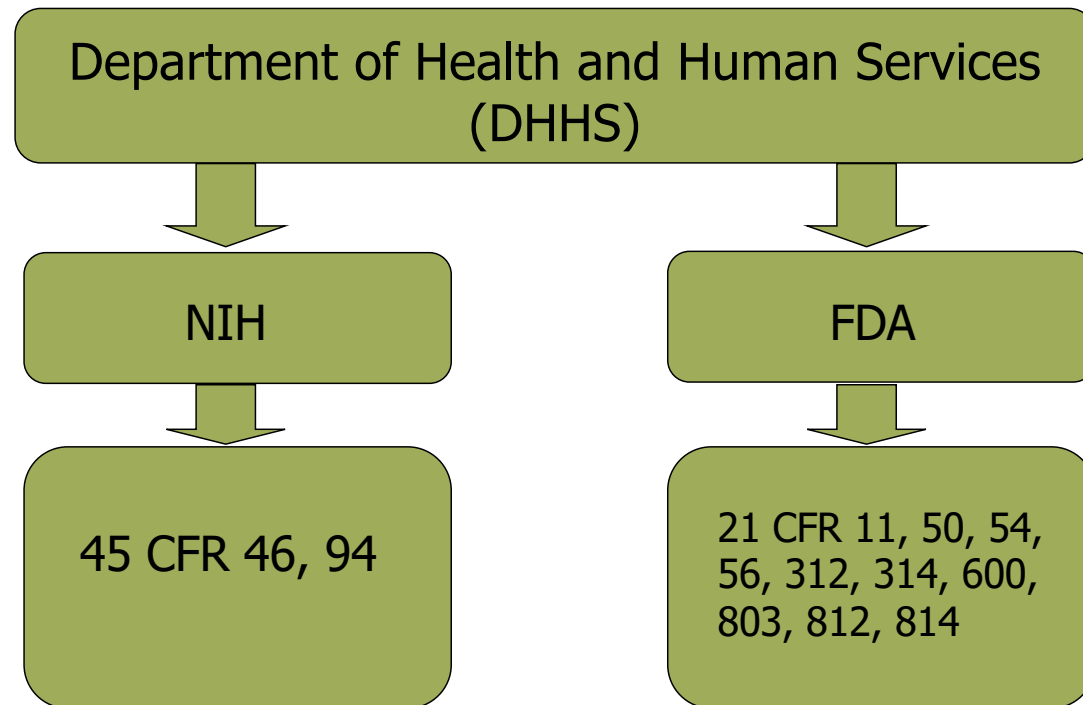 Department of Health and Human Services
(DHHS)
NIH
FDA
45 CFR 46, 94
21 CFR 11, 50, 54,
56, 312, 314, 600,
803, 812, 814